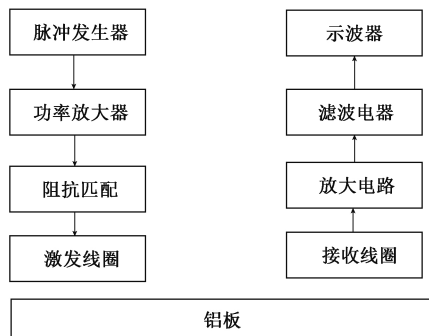 脉冲发生器
功率放大器
阻抗匹配
激发线圈
示波器
滤波电器
放大电路
接收线圈
铝板